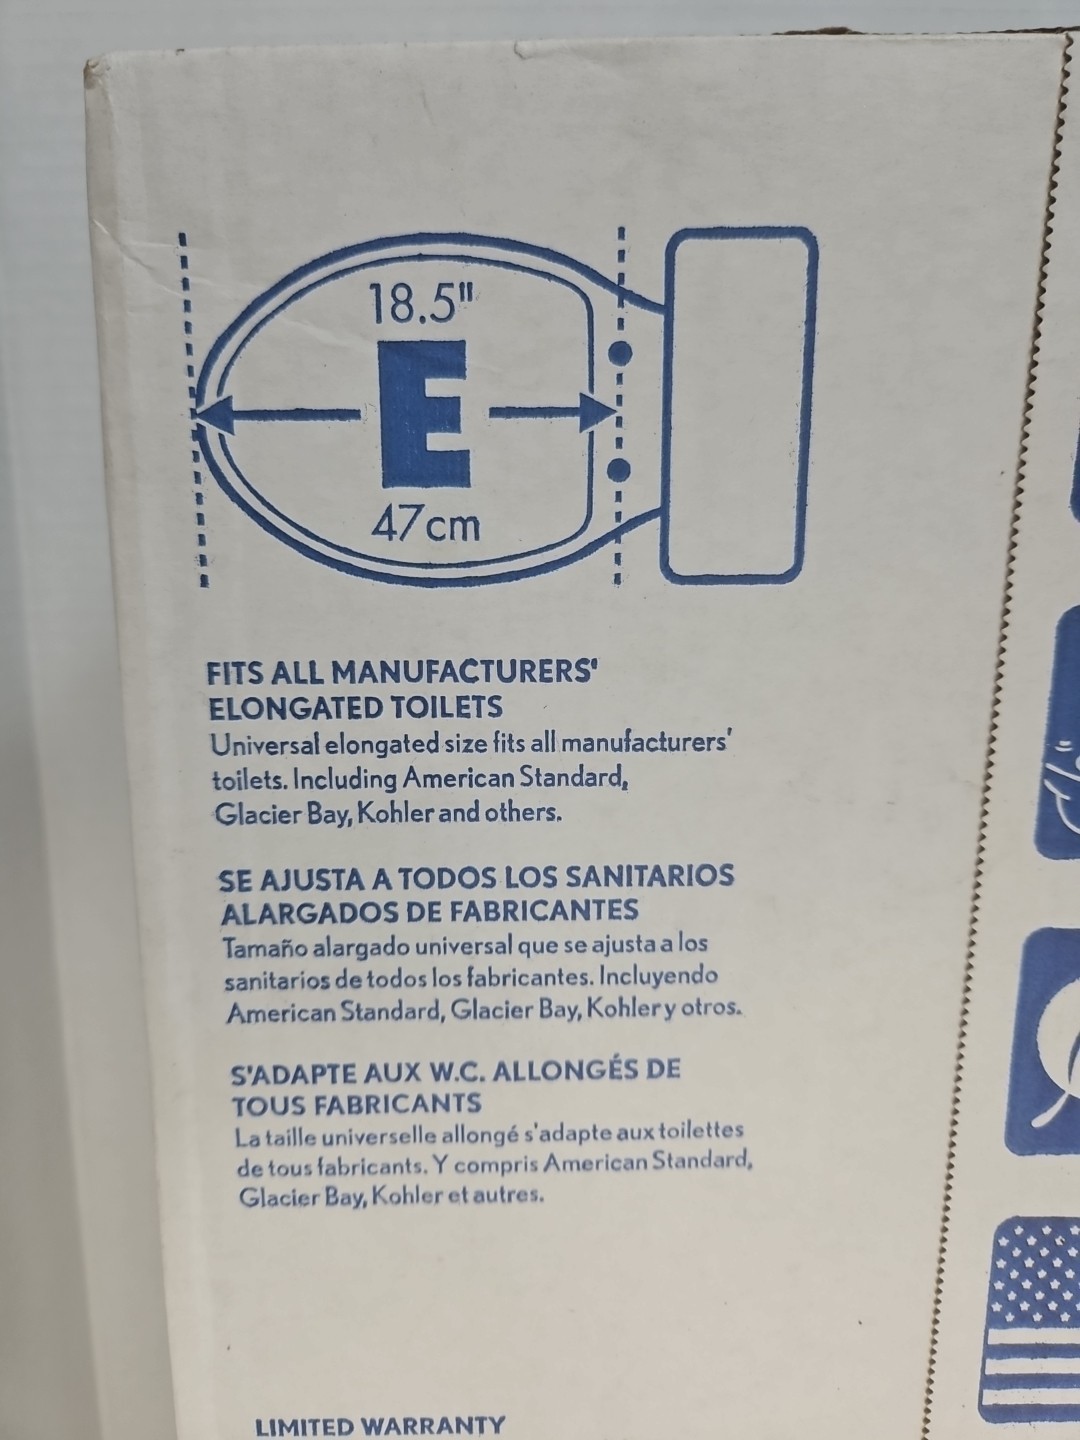 18.5"
E
47cm
FITS ALL MANUFACTURERS'
ELONGATED TOILETS
Universal elongated size fits all manufacturers'
toilets. Including American Standard,
Glacier Bay, Kohler and others.
SE AJUSTA A TODOS LOS SANITARIOS
ALARGADOS DE FABRICANTES
Tamaño alargado universal que se ajusta a los
sanitarios de todos los fabricantes. Incluyendo
American Standard, Glacier Bay, Kohler y otros.
S'ADAPTE AUX W.C. ALLONGÉS DE
TOUS FABRICANTS
La taille universelle allongé s'adapte aux toilettes
de tous fabricants. Y compris American Standard,
Glacier Bay, Kohler et autres.
LIMITED WARRANTY